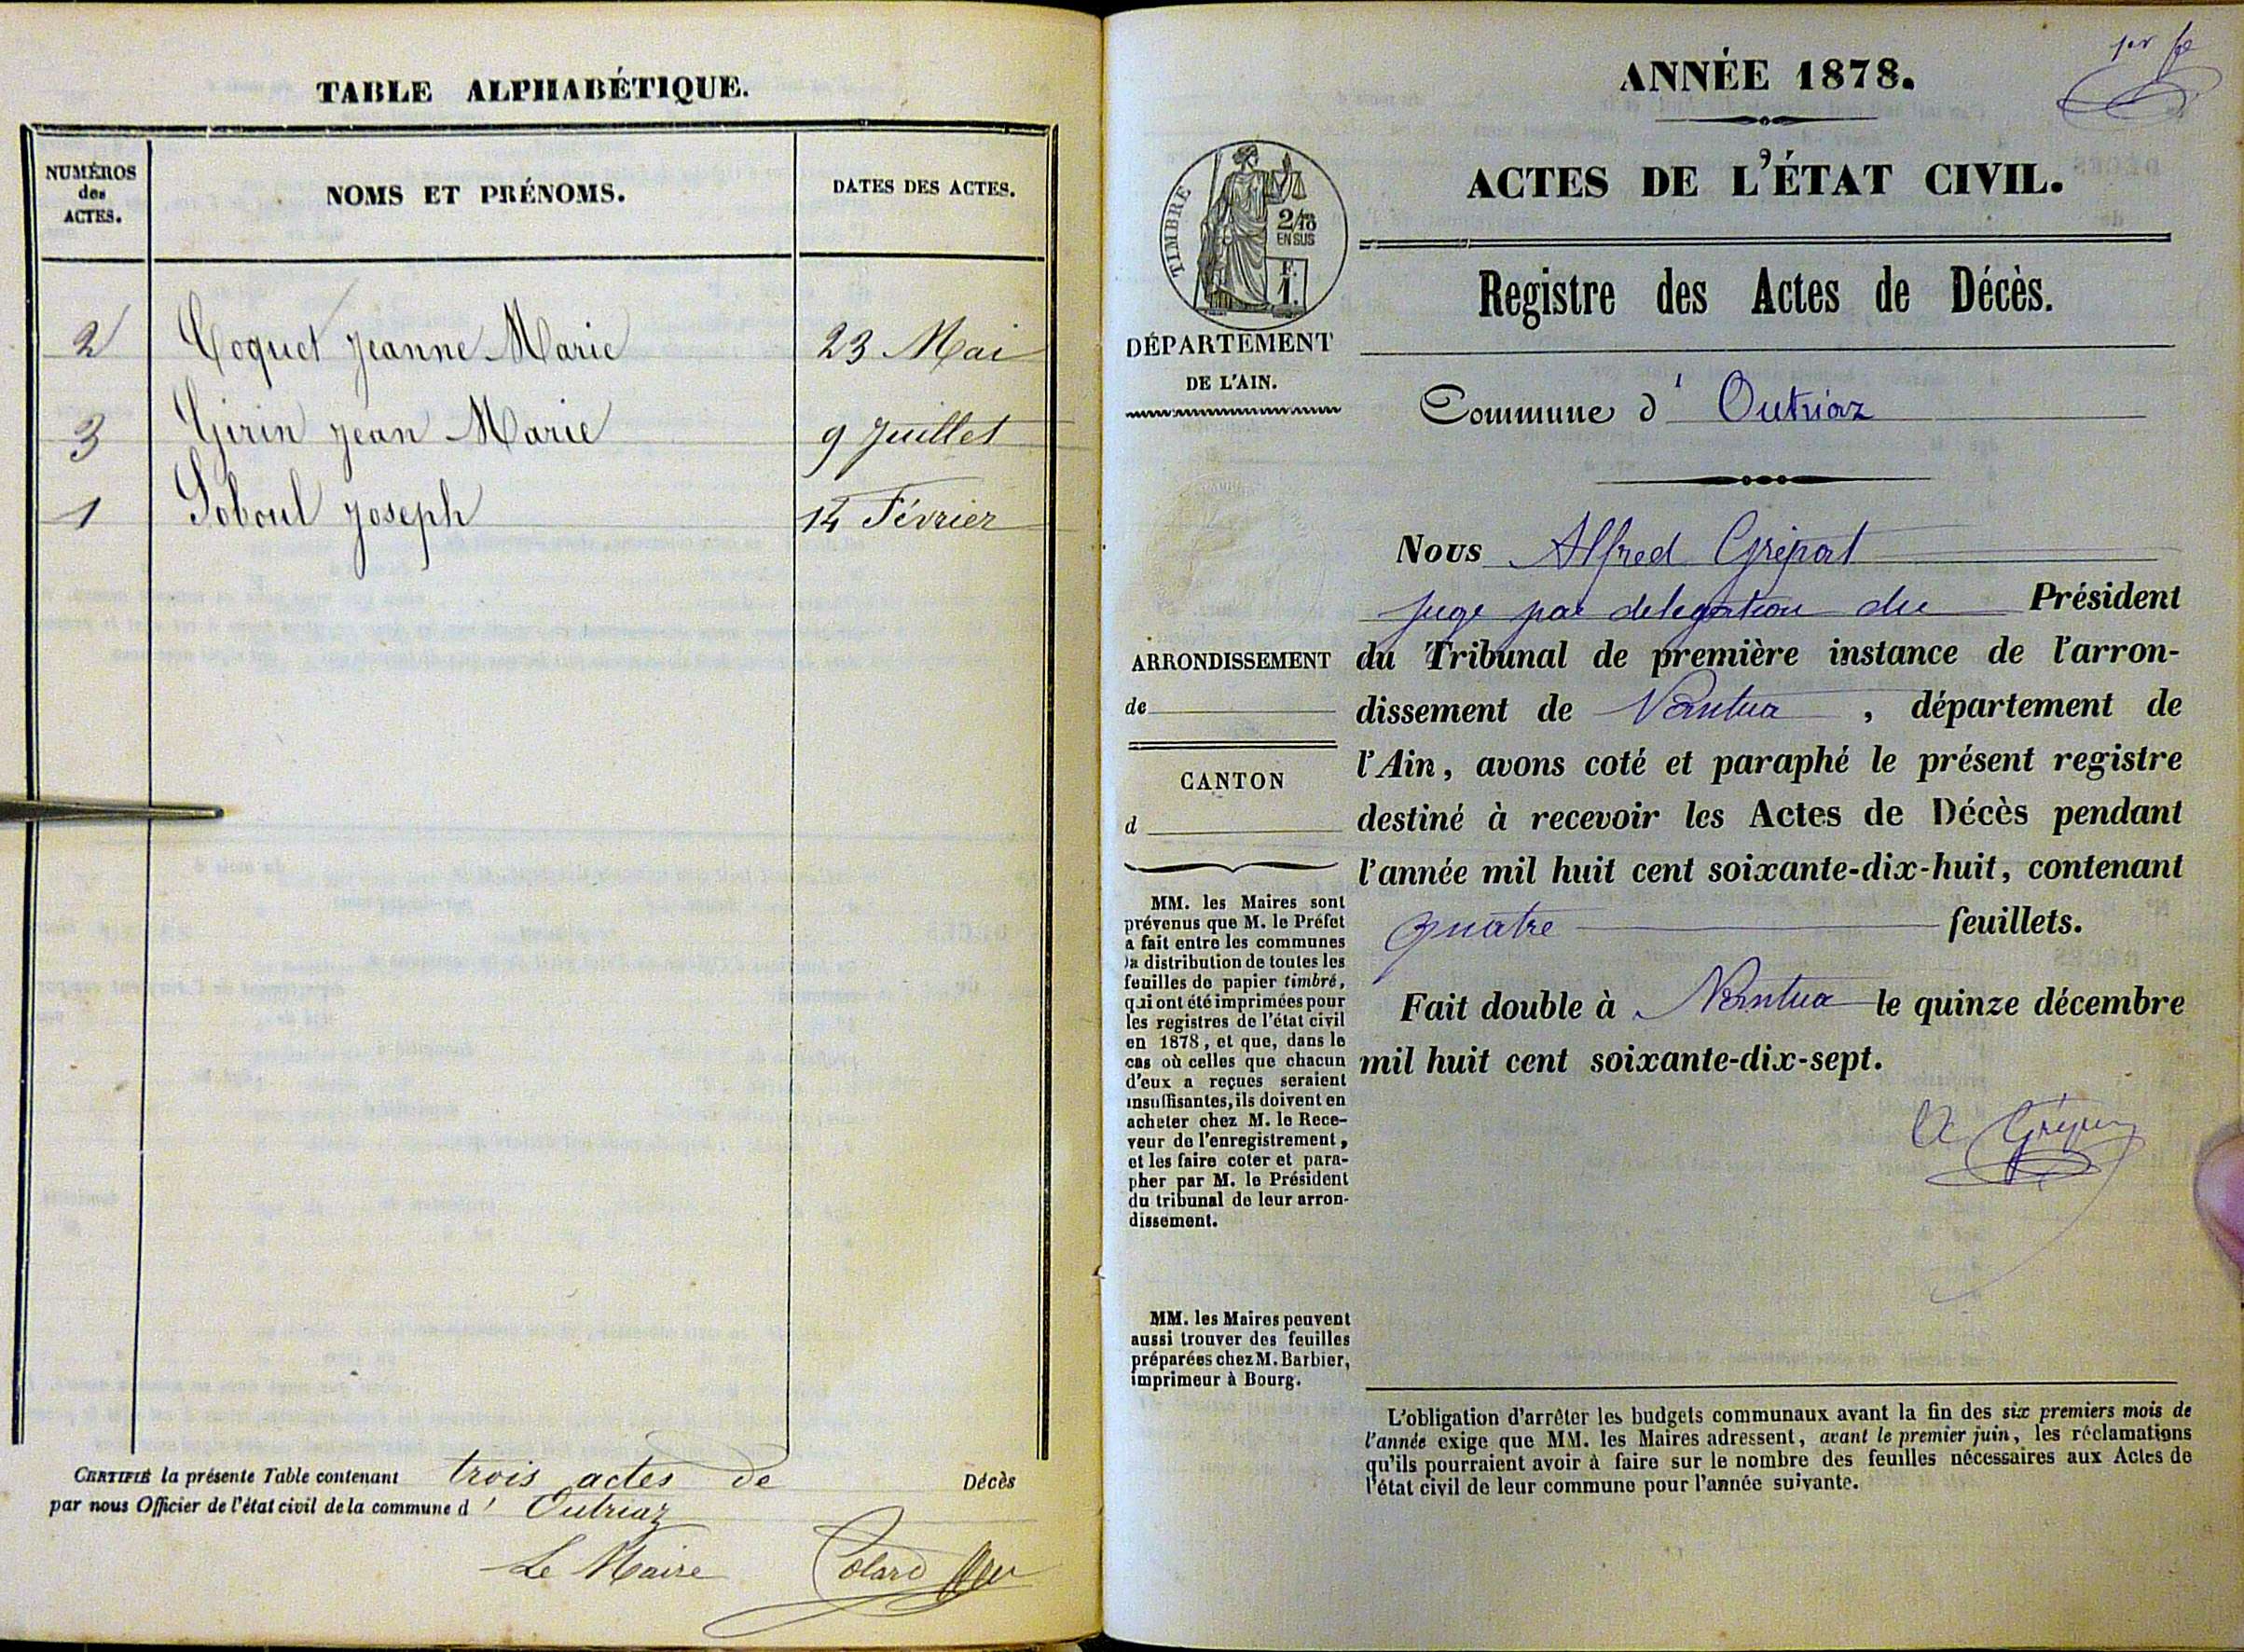 TABLE ALPHABÉTIQUE.
NUMÉROS
des
ACTES.
NOMS ET PRÉNOMS.
DATES DES ACTES.
2 Coquet Jeanne Marie 23 Mai
3 Girin Jean Marie 9 Juillet
1 Soboul Joseph 14 Février
CERTIFIÉ la présente Table contenant trois actes de Décès
par nous Officier de l'état civil de la commune d' Outriaz
Le Maire Colard
1er
ANNÉE 1878.
ACTES DE L'ÉTAT CIVIL.
Registre des Actes de Décès.
TIMBRE
2/10
EN SUS
1 F.
DÉPARTEMENT
DE L'AIN.
Commune d' Outriaz
ARRONDISSEMENT
de
CANTON
d
MM. les Maires sont
prévenus que M. le Préfet
a fait entre les communes
la distribution de toutes les
feuilles de papier timbré,
qui ont été imprimées pour
les registres de l'état civil
en 1878, et que, dans le
cas où celles que chacun
d'eux a reçues seraient
insuffisantes, ils doivent en
acheter chez M. le Rece-
veur de l'enregistrement,
et les faire coter et para-
pher par M. le Président
du tribunal de leur arron-
dissement.
MM. les Maires peuvent
aussi trouver des feuilles
préparées chez M. Barbier,
imprimeur à Bourg.
Nous Alfred
juge par delegation du Président
du Tribunal de première instance de l'arron-
dissement de Nantua, département de
l'Ain, avons coté et paraphé le présent registre
destiné à recevoir les Actes de Décès pendant
l'année mil huit cent soixante-dix-huit, contenant
quatre feuillets.
Fait double à Nantua le quinze décembre
mil huit cent soixante-dix-sept.
L'obligation d'arrêter les budgets communaux avant la fin des six premiers mois de
l'année exige que MM. les Maires adressent, avant le premier juin, les réclamations
qu'ils pourraient avoir à faire sur le nombre des feuilles nécessaires aux Actes de
l'état civil de leur commune pour l'année suivante.